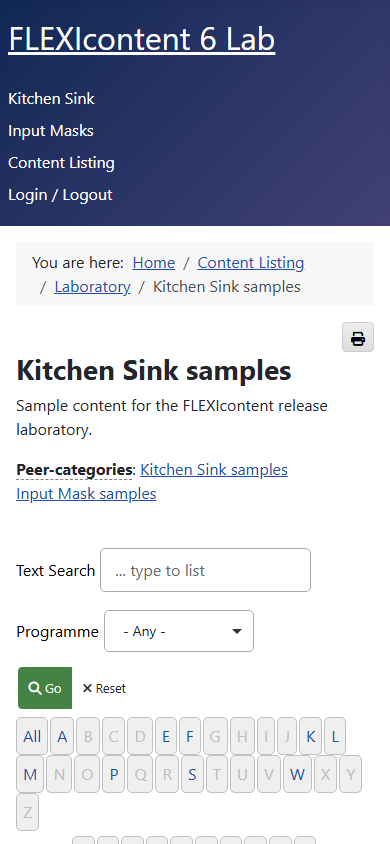 FLEXIcontent 6 Lab
Kitchen Sink
Input Masks
Content Listing
Login / Logout
You are here: Home / Content Listing
/ Laboratory / Kitchen Sink samples
Kitchen Sink samples
Sample content for the FLEXIcontent release
laboratory.
Peer-categories: Kitchen Sink samples
Input Mask samples
Text Search ... type to list
Programme - Any -
Go Reset
All A B C D E F G H I J K L
M N O P Q R S T U V W X Y
Z